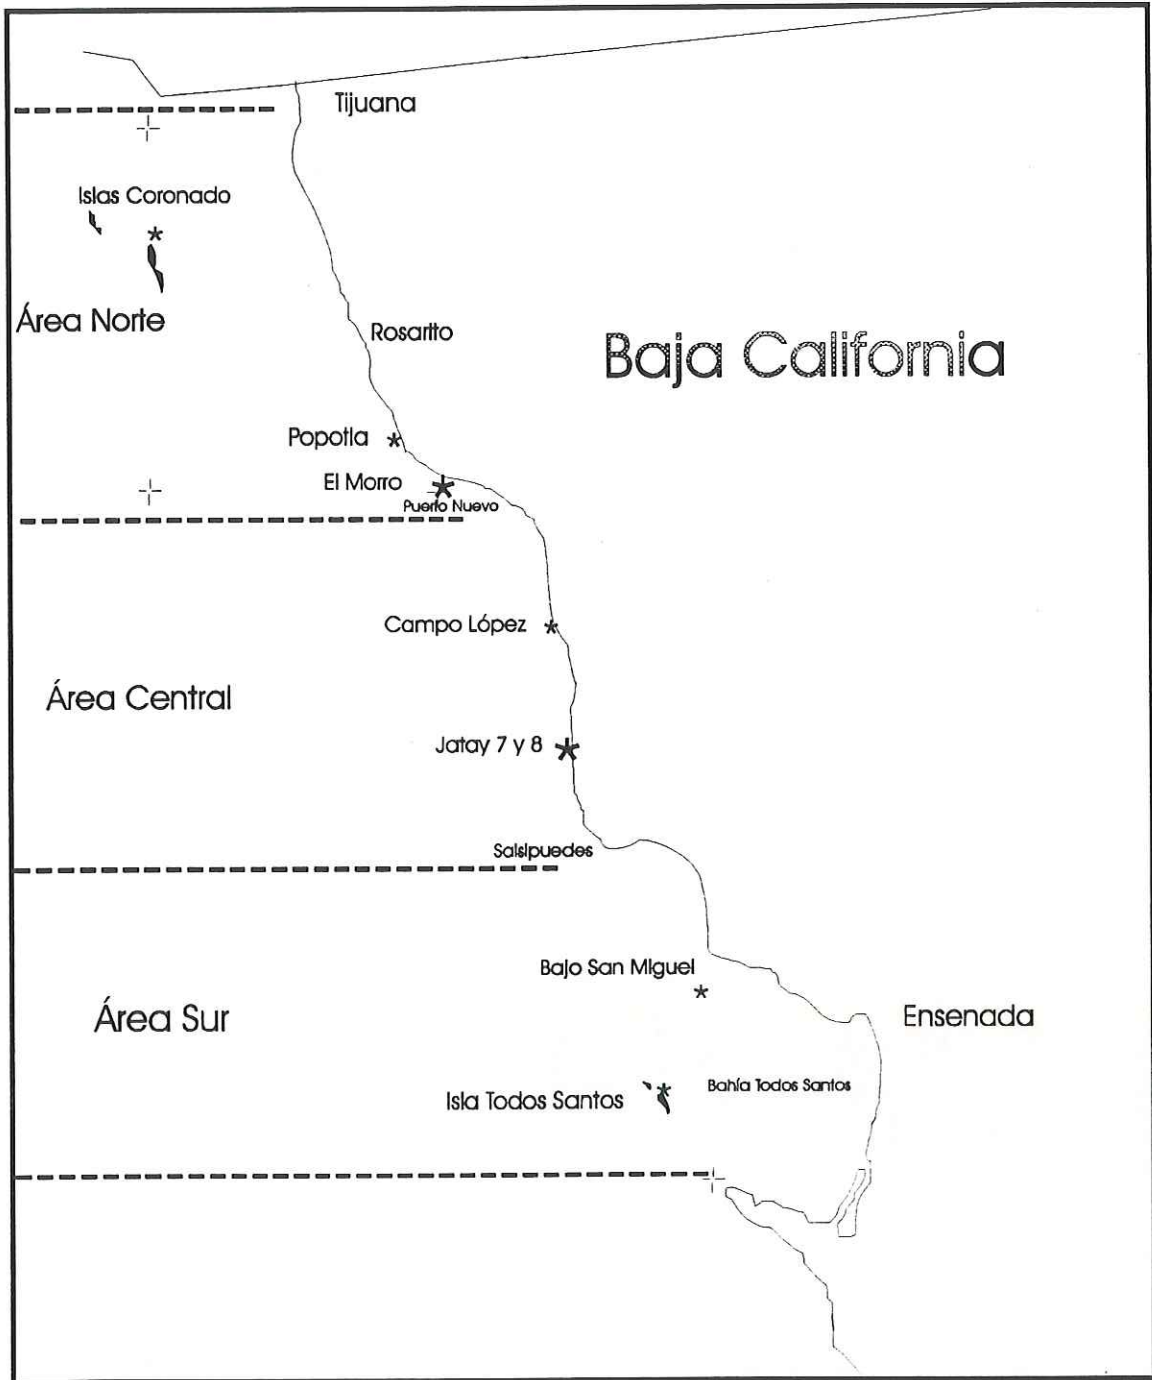 Tijuana
Islas Coronado
Área Norte
Rosarito
Baja California
Popotla
El Morro
Puerto Nuevo
Campo López
Área Central
Jatay 7 y 8
Salsipuedes
Bajo San Miguel
Área Sur
Ensenada
Bahía Todos Santos
Isla Todos Santos